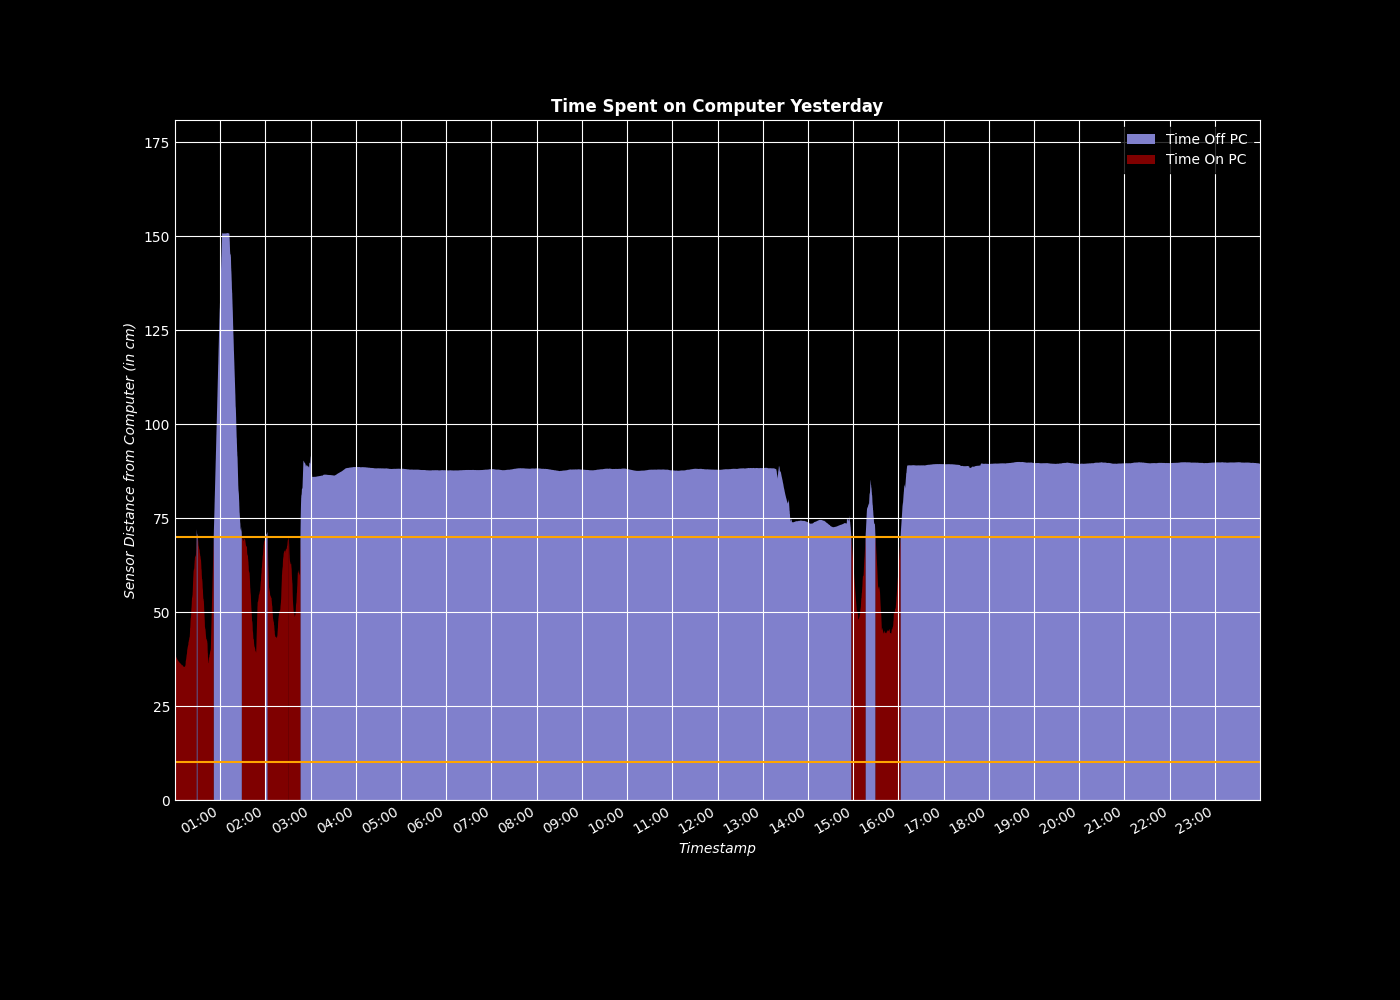 Time Spent on Computer Yesterday
Time Off PC
Time On PC
175
150
125
100
75
50
25
0
Sensor Distance from Computer (in cm)
01:00 02:00 03:00 04:00 05:00 06:00 07:00 08:00 09:00 10:00 11:00 12:00 13:00 14:00 15:00 16:00 17:00 18:00 19:00 20:00 21:00 22:00 23:00
Timestamp